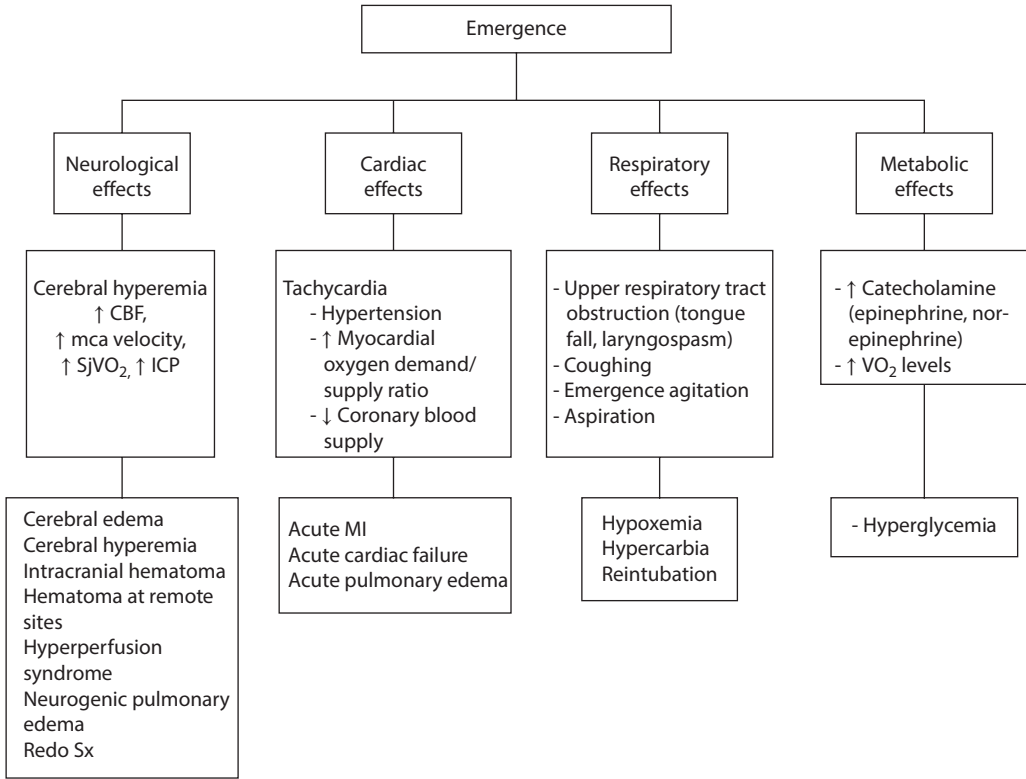 Emergence
Neurological
effects
Cardiac
effects
Respiratory
effects
Metabolic
effects
Cerebral hyperemia
↑ CBF,
↑ mca velocity,
↑ SjVO₂, ↑ ICP
Tachycardia
- Hypertension
- ↑ Myocardial
oxygen demand/
supply ratio
- ↓ Coronary blood
supply
- Upper respiratory tract
obstruction (tongue
fall, laryngospasm)
- Coughing
- Emergence agitation
- Aspiration
- ↑ Catecholamine
(epinephrine, nor-
epinephrine)
- ↑ VO₂ levels
Cerebral edema
Cerebral hyperemia
Intracranial hematoma
Hematoma at remote
sites
Hyperperfusion
syndrome
Neurogenic pulmonary
edema
Redo Sx
Acute MI
Acute cardiac failure
Acute pulmonary edema
Hypoxemia
Hypercarbia
Reintubation
- Hyperglycemia